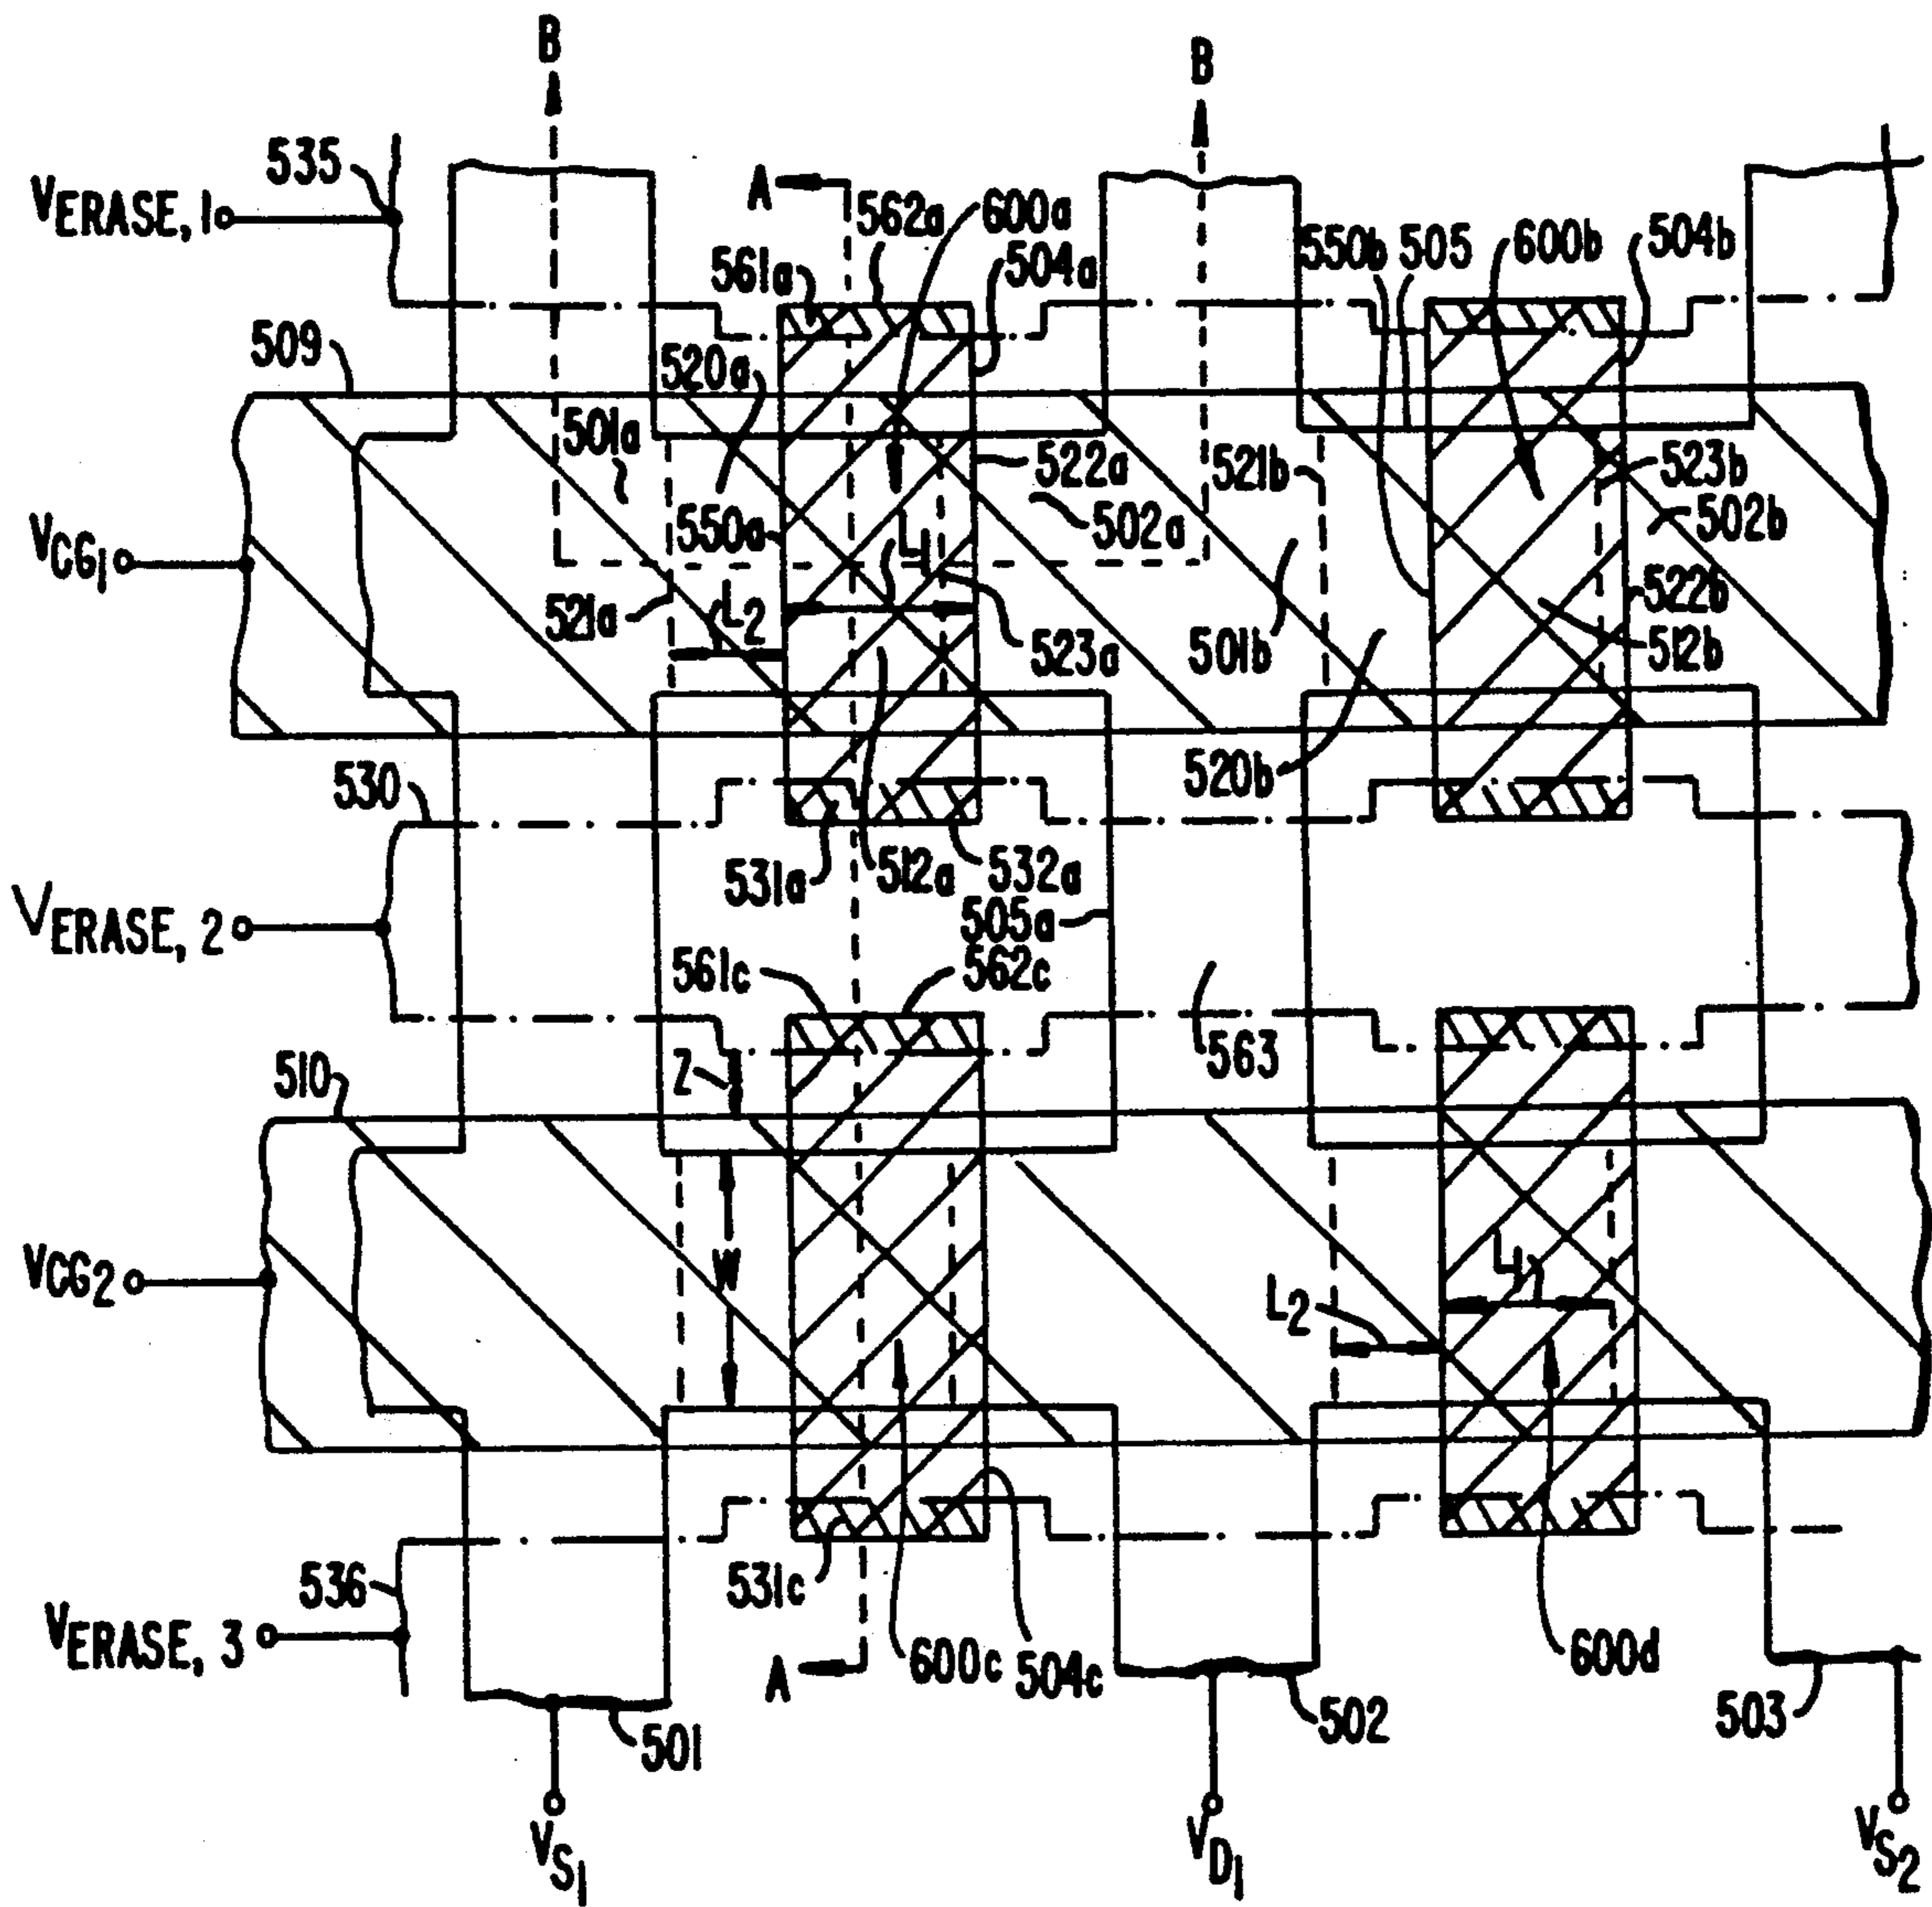 B
B
535
VERASE, 1
A
562a
600a
561a
504a
550b
505
600b
504b
509
520a
501a
522a
521b
523b
502a
502b
550a
VCG1
L1
521a
L2
522b
523a
501b
512b
530
520b
531a
512a
532a
505a
VERASE, 2
561c
562c
563
Z
510
W
VCG2
L1
L2
536
531c
VERASE, 3
A
600c
504c
600d
502
503
501
VS1
VD1
VS2